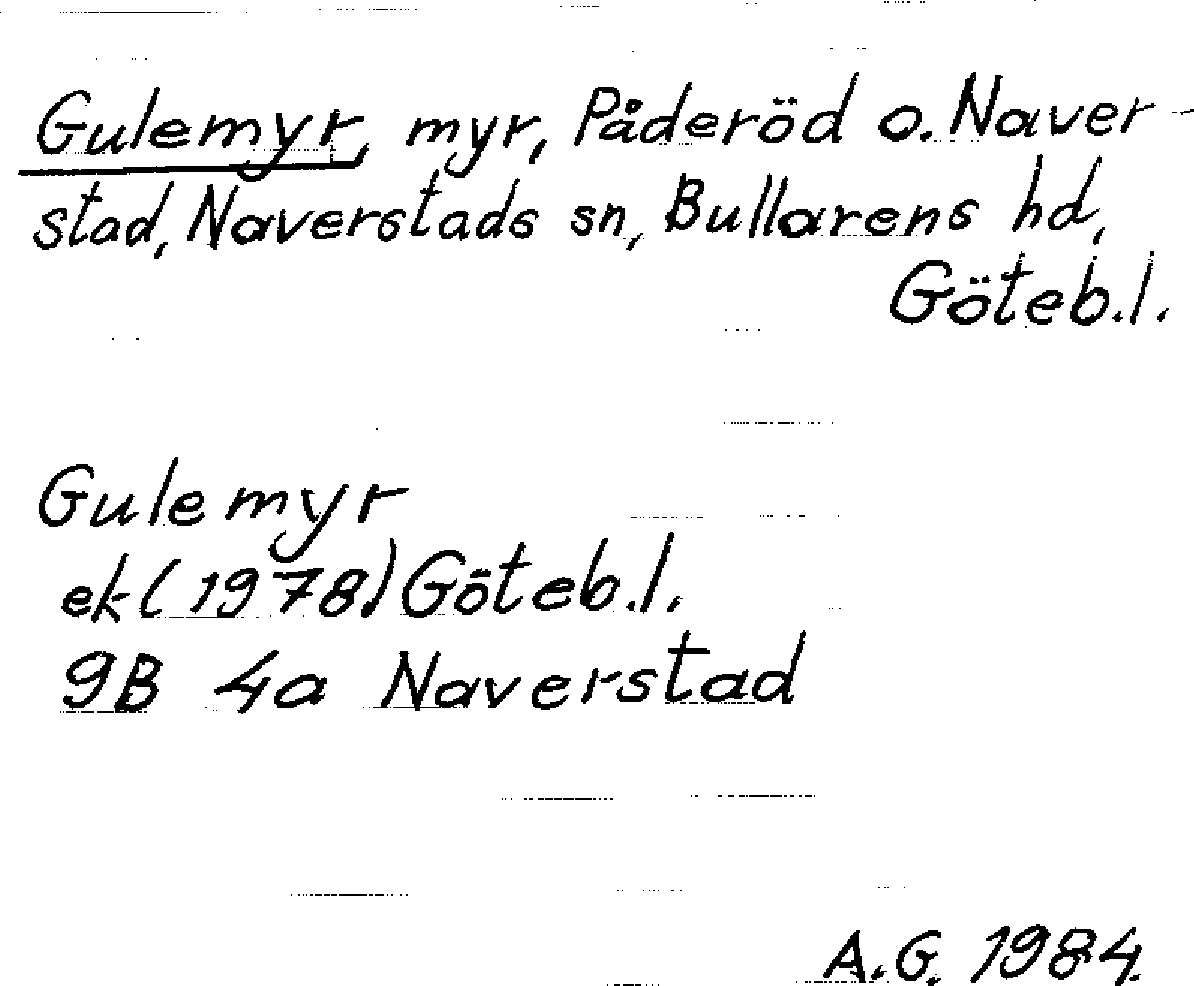 Gulemyr, myr, Påderöd o. Naver-
stad, Naverstads sn, Bullarens hd,
Göteb.l.
Gulemyr
ek (1978) Göteb.l.
9B 4a Naverstad
A.G. 1984.